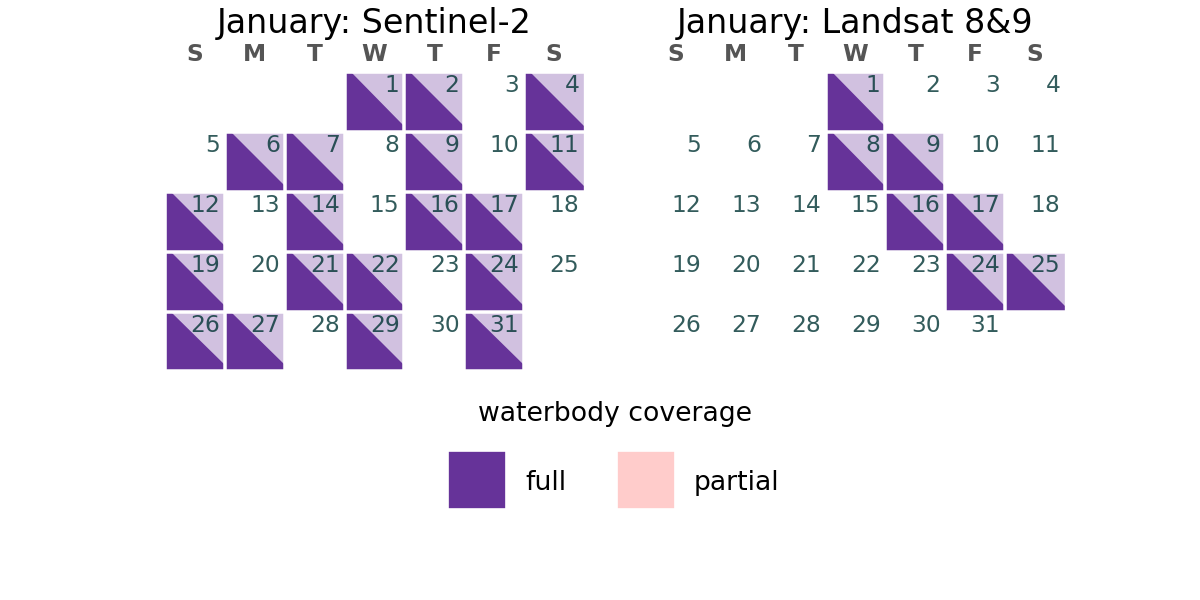 January: Sentinel-2
S M T W T F S
1 2 3 4
5 6 7 8 9 10 11
12 13 14 15 16 17 18
19 20 21 22 23 24 25
26 27 28 29 30 31
January: Landsat 8&9
S M T W T F S
1 2 3 4
5 6 7 8 9 10 11
12 13 14 15 16 17 18
19 20 21 22 23 24 25
26 27 28 29 30 31
waterbody coverage
full
partial